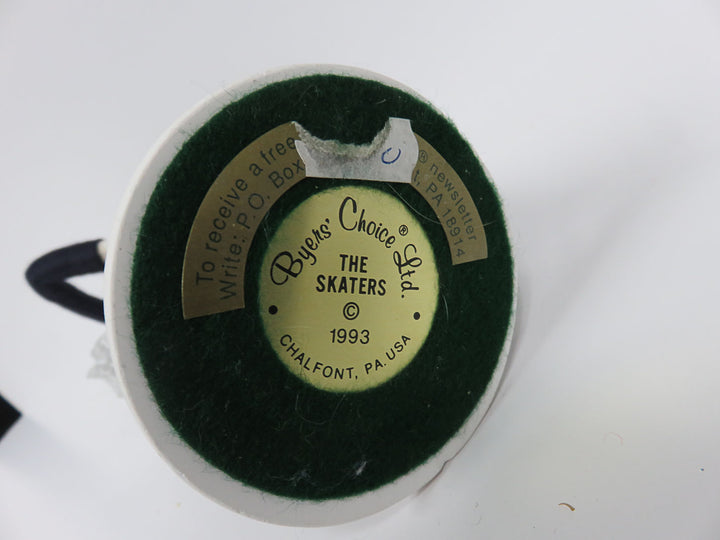 To receive a free
Write: P.O. Box
® newsletter
t, PA 18914
C
Byers' Choice® Ltd.
THE
SKATERS
©
1993
CHALFONT, PA. USA